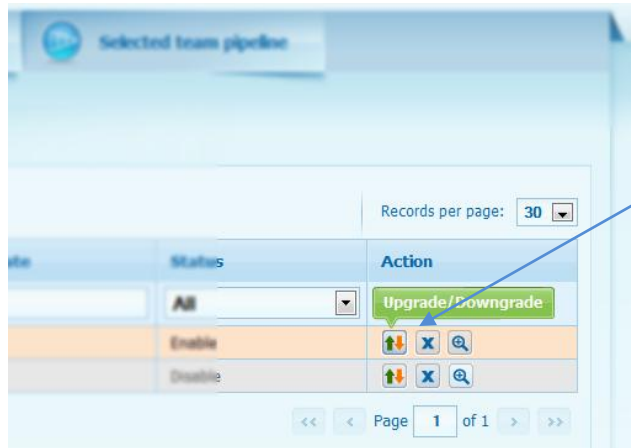 Selected team pipeline
Records per page: 30
Status Action
All Upgrade/Downgrade
Enable
Disable
<< < Page 1 of 1 > >>